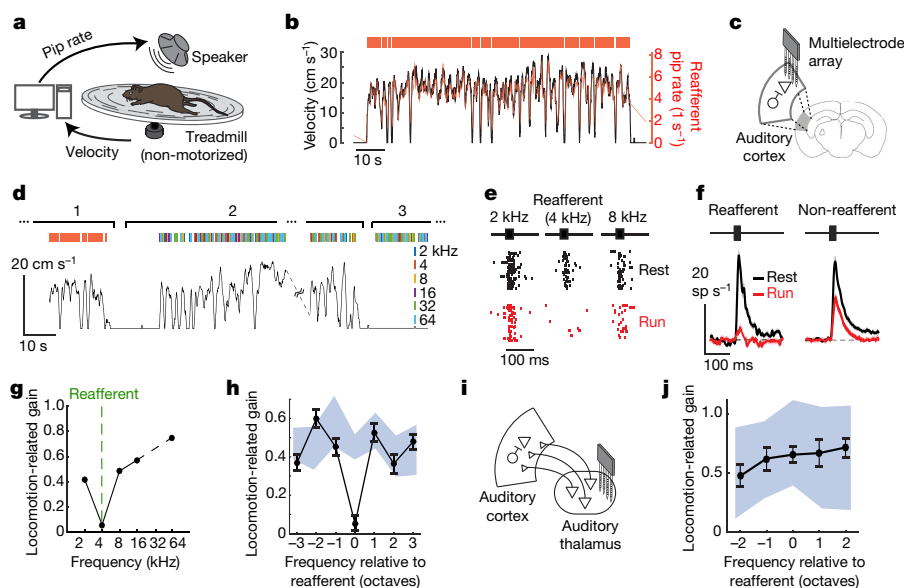 a
Pip rate
Speaker
Treadmill
(non-motorized)
Velocity
b
Velocity (cm s⁻¹)
30
25
20
15
10
5
0
8
6
4
2
0
Reafferent
pip rate (1 s⁻¹)
10 s
c
Multielectrode
array
Auditory
cortex
d
... 1 2 ... 3 ...
2 kHz
4
8
16
32
64
20 cm s⁻¹
10 s
e
Reafferent
2 kHz (4 kHz) 8 kHz
Rest
Run
100 ms
f
Reafferent Non-reafferent
20
sp s⁻¹
Rest
Run
100 ms
g
Reafferent
Locomotion-related gain
1.0
0.8
0.6
0.4
0.2
0
2 4 8 16 32 64
Frequency (kHz)
h
Locomotion-related gain
0.6
0.4
0.2
0
−3 −2 −1 0 1 2 3
Frequency relative to
reafferent (octaves)
i
Auditory
cortex
Auditory
thalamus
j
Locomotion-related gain
1.0
0.5
0
−2 −1 0 1 2
Frequency relative to
reafferent (octaves)